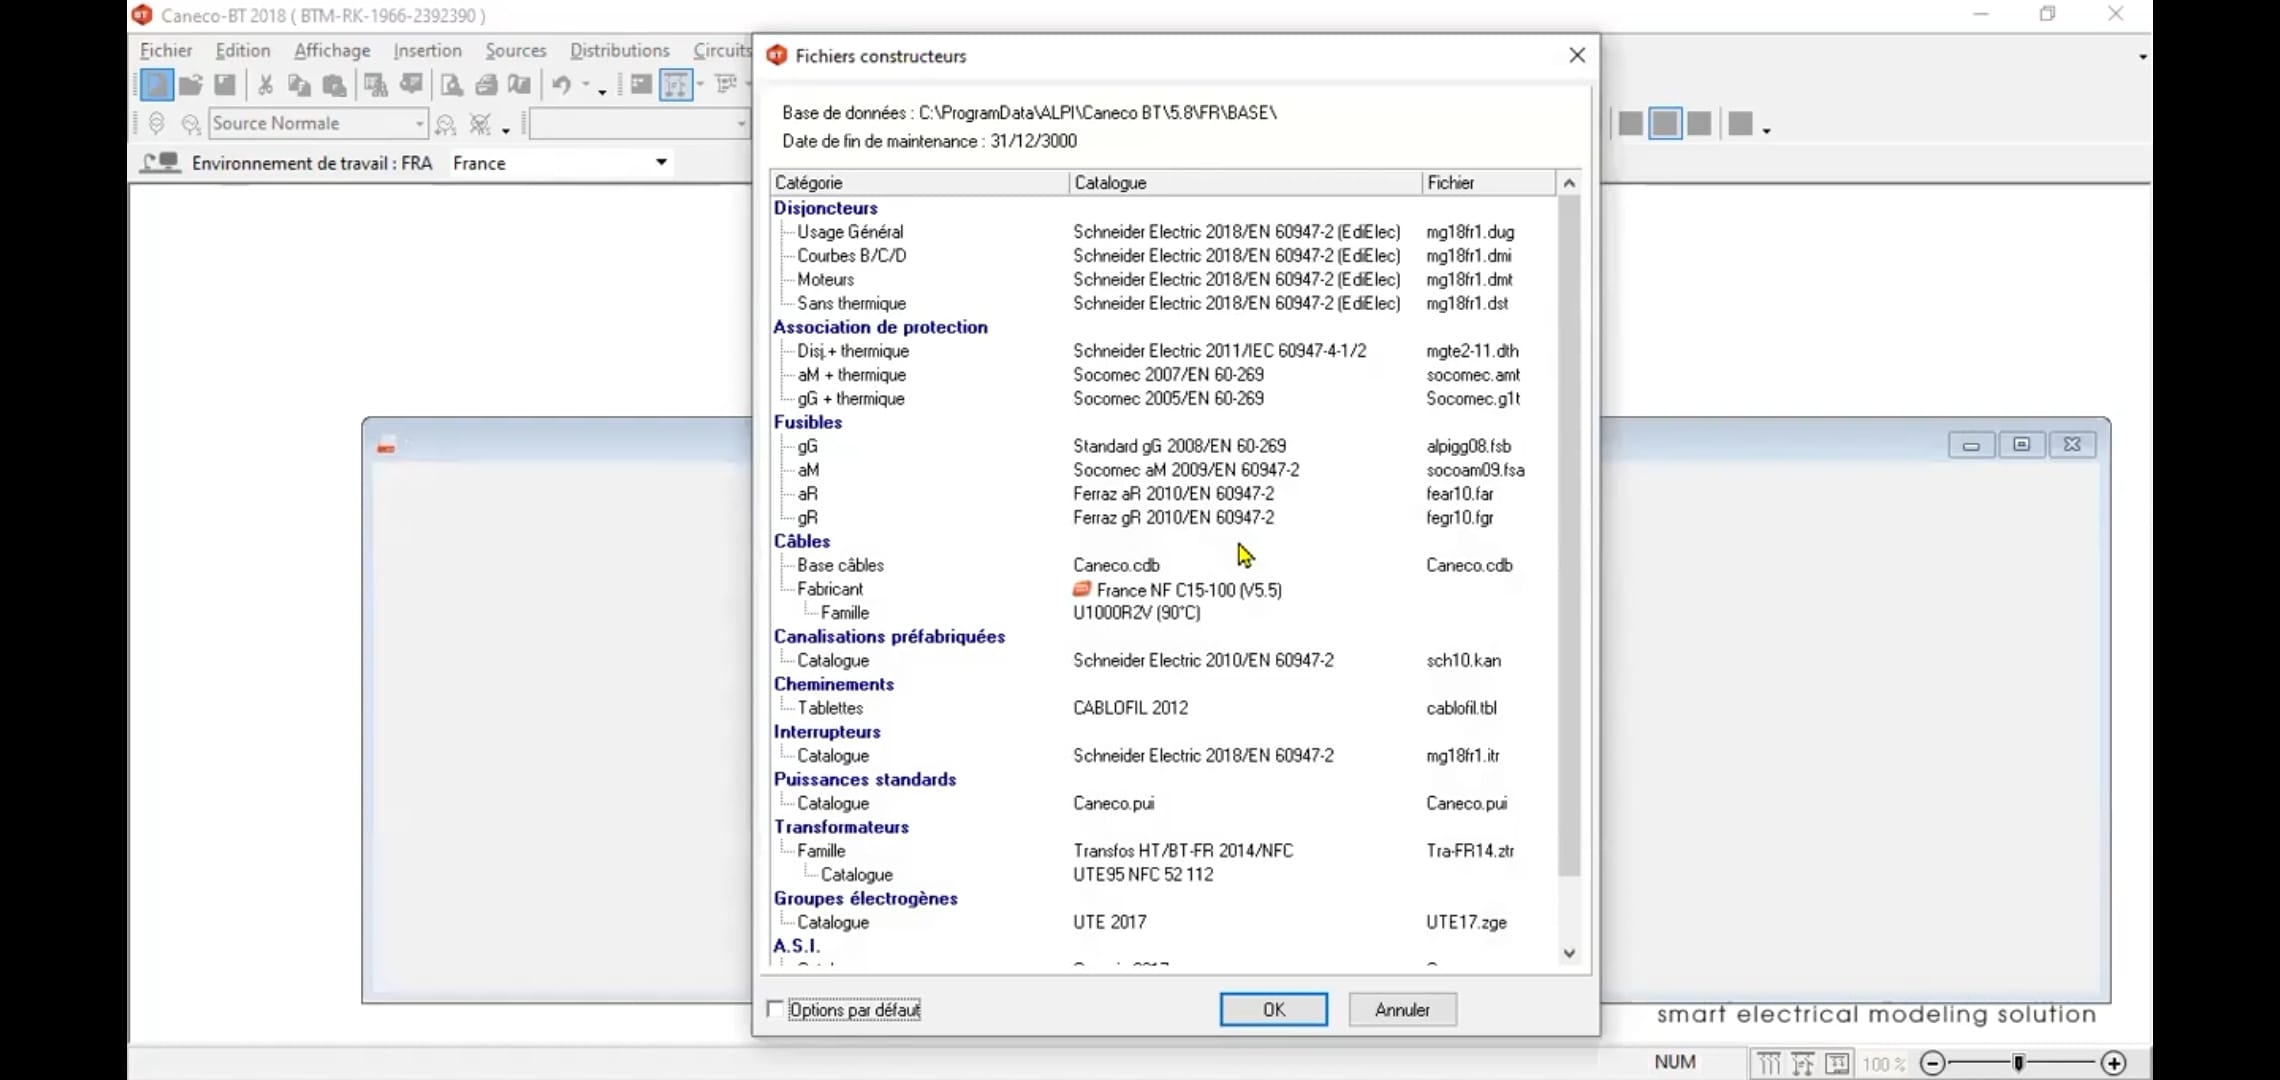 Caneco-BT 2018 ( BTM-RK-1966-2392390 )
Fichier Edition Affichage Insertion Sources Distributions Circuits
Source Normale
Environnement de travail : FRA France
Fichiers constructeurs
Base de données : C:\ProgramData\ALPI\Caneco BT\5.8\FR\BASE\
Date de fin de maintenance : 31/12/3000
Catégorie Catalogue Fichier
Disjoncteurs
Usage Général Schneider Electric 2018/EN 60947-2 (EdiElec) mg18fr1.dug
Courbes B/C/D Schneider Electric 2018/EN 60947-2 (EdiElec) mg18fr1.dmi
Moteurs Schneider Electric 2018/EN 60947-2 (EdiElec) mg18fr1.dmt
Sans thermique Schneider Electric 2018/EN 60947-2 (EdiElec) mg18fr1.dst
Association de protection
Disj.+ thermique Schneider Electric 2011/IEC 60947-4-1/2 mgte2-11.dth
aM + thermique Socomec 2007/EN 60-269 socomec.amt
gG + thermique Socomec 2005/EN 60-269 Socomec.g1t
Fusibles
gG Standard gG 2008/EN 60-269 alpigg08.fsb
aM Socomec aM 2009/EN 60947-2 socoam09.fsa
aR Ferraz aR 2010/EN 60947-2 fear10.far
gR Ferraz gR 2010/EN 60947-2 fegr10.fgr
Câbles
Base câbles Caneco.cdb Caneco.cdb
Fabricant France NF C15-100 (V5.5)
Famille U1000R2V (90°C)
Canalisations préfabriquées
Catalogue Schneider Electric 2010/EN 60947-2 sch10.kan
Cheminements
Tablettes CABLOFIL 2012 cablofil.tbl
Interrupteurs
Catalogue Schneider Electric 2018/EN 60947-2 mg18fr1.itr
Puissances standards
Catalogue Caneco.pui Caneco.pui
Transformateurs
Famille Transfos HT/BT-FR 2014/NFC Tra-FR14.ztr
Catalogue UTE95 NFC 52 112
Groupes électrogènes
Catalogue UTE 2017 UTE17.zge
A.S.I.
Options par défaut OK Annuler
smart electrical modeling solution
NUM 100 %